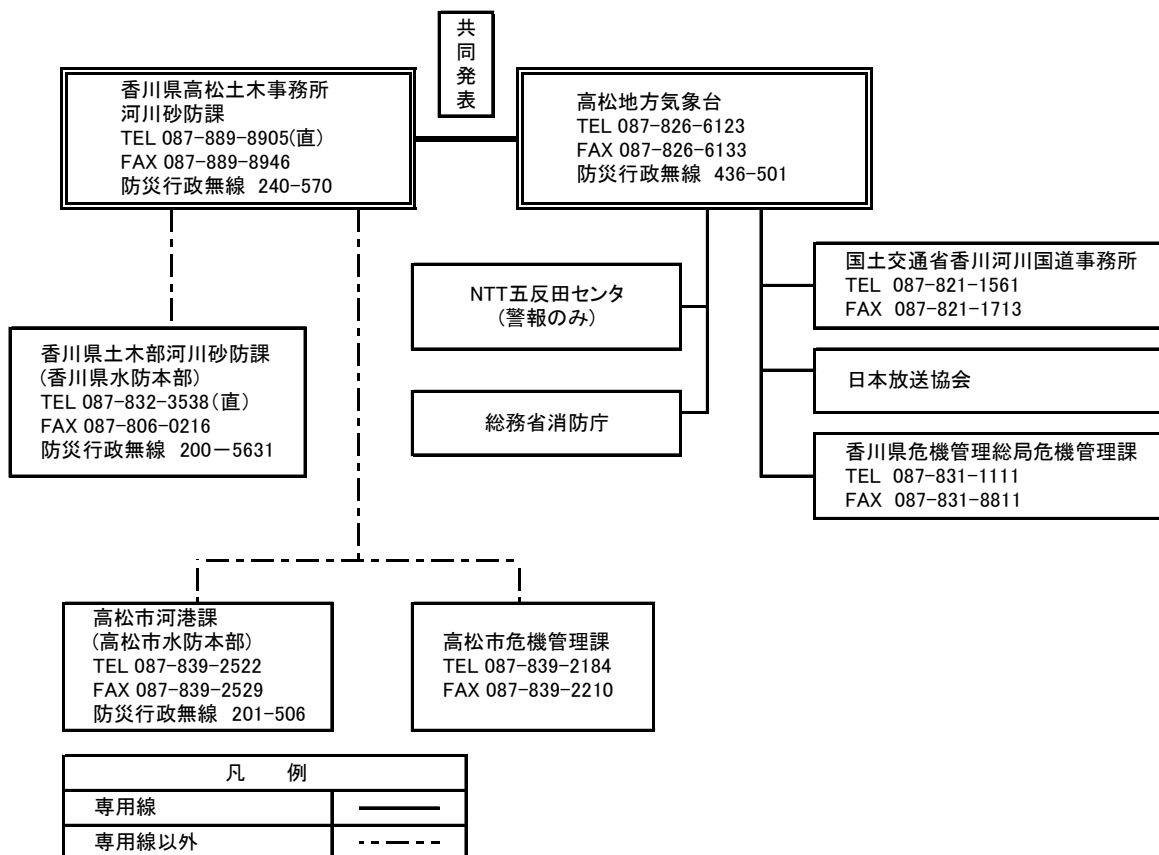 共同発表
香川県高松土木事務所
河川砂防課
TEL 087-889-8905(直)
FAX 087-889-8946
防災行政無線 240-570
高松地方気象台
TEL 087-826-6123
FAX 087-826-6133
防災行政無線 436-501
NTT五反田センタ
(警報のみ)
総務省消防庁
国土交通省香川河川国道事務所
TEL 087-821-1561
FAX 087-821-1713
日本放送協会
香川県危機管理総局危機管理課
TEL 087-831-1111
FAX 087-831-8811
香川県土木部河川砂防課
(香川県水防本部)
TEL 087-832-3538(直)
FAX 087-806-0216
防災行政無線 200-5631
高松市河港課
(高松市水防本部)
TEL 087-839-2522
FAX 087-839-2529
防災行政無線 201-506
高松市危機管理課
TEL 087-839-2184
FAX 087-839-2210
凡 例
専用線
専用線以外